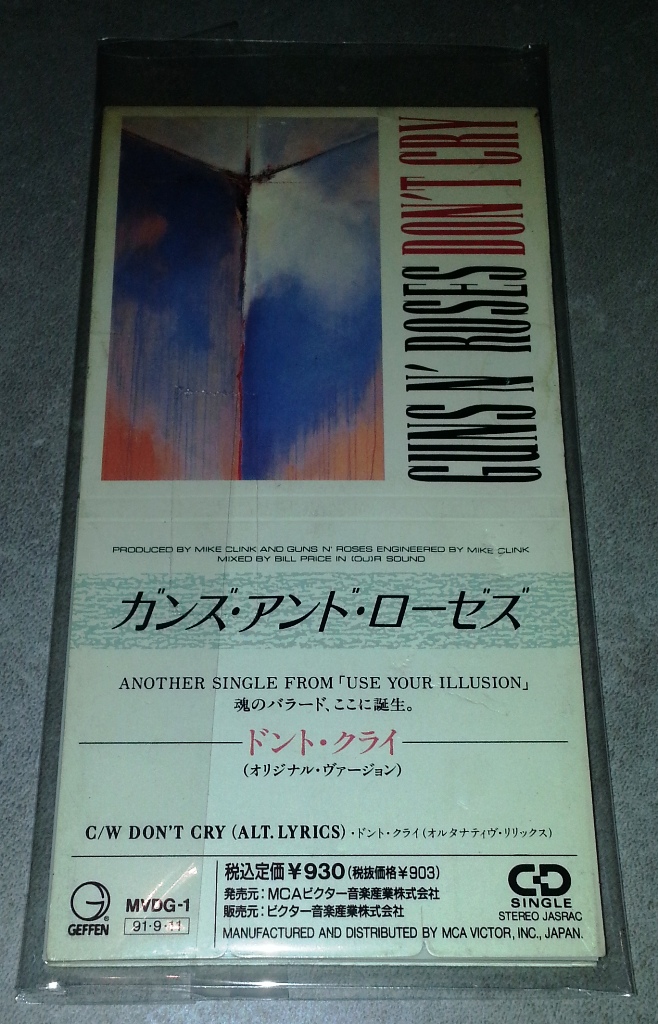 GUNS N' ROSES DON'T CRY
PRODUCED BY MIKE CLINK AND GUNS N' ROSES ENGINEERED BY MIKE CLINK
MIXED BY BILL PRICE IN (OU)R SOUND
ガンズ・アンド・ローゼズ
ANOTHER SINGLE FROM「USE YOUR ILLUSION」
魂のバラード、ここに誕生。
ドント・クライ
(オリジナル・ヴァージョン)
C/W DON'T CRY (ALT. LYRICS)・ドント・クライ(オルタナティヴ・リリックス)
税込定価¥930(税抜価格¥903)
発売元:MCAビクター音楽産業株式会社
販売元:ビクター音楽産業株式会社
MANUFACTURED AND DISTRIBUTED BY MCA VICTOR, INC., JAPAN.
G®
GEFFEN
MVDG-1
91・9・11
CD
SINGLE
STEREO JASRAC